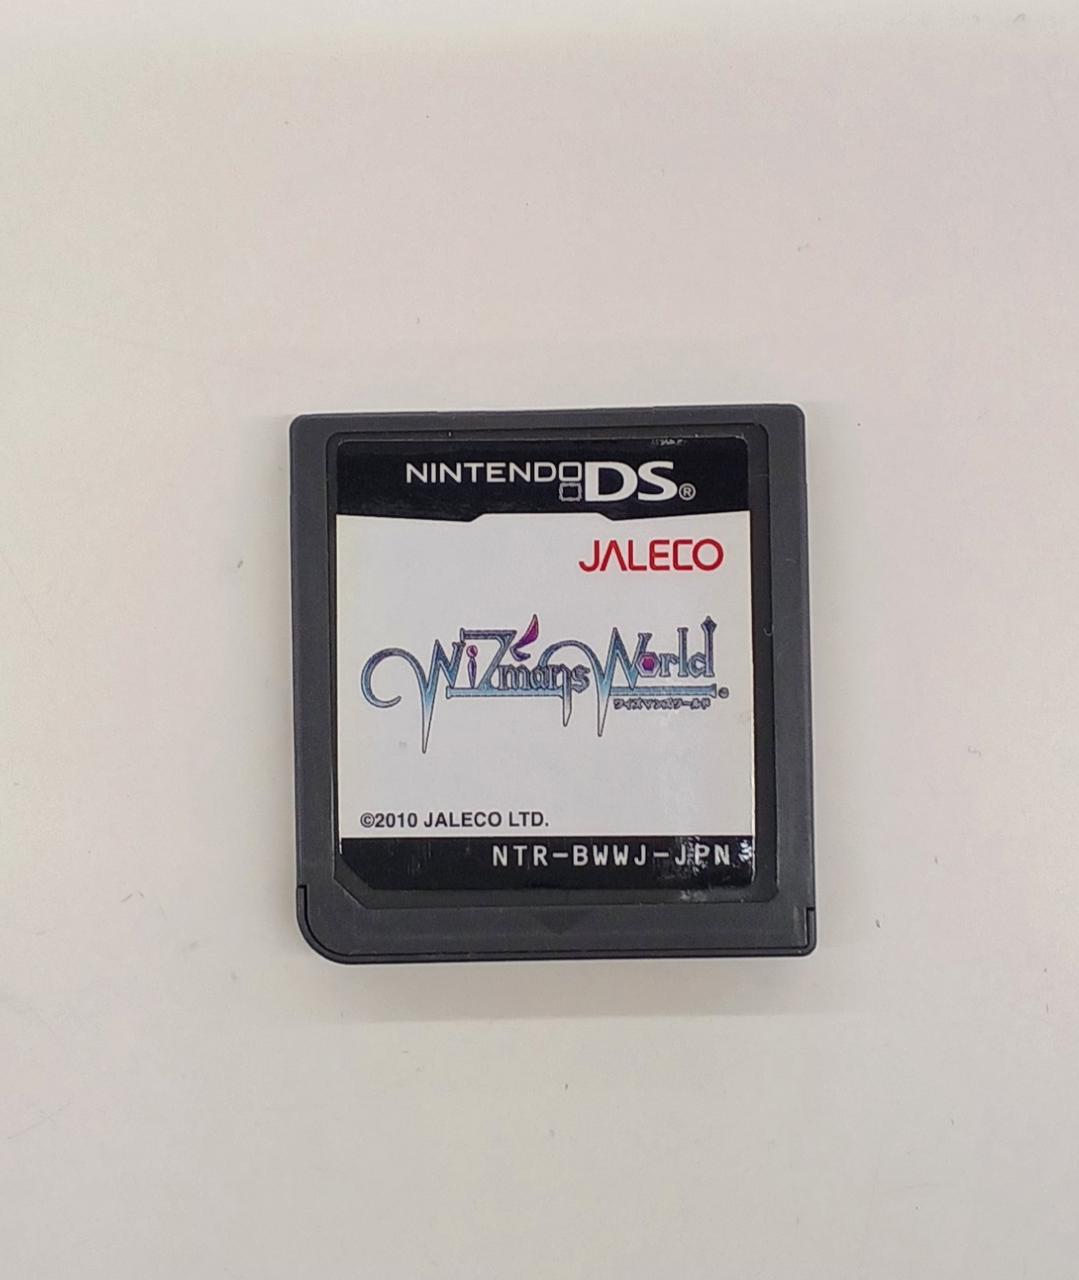 NINTENDO DS®
JALECO
WiZman's World
ワイズマンズワールド
©2010 JALECO LTD.
NTR-BWWJ-JPN